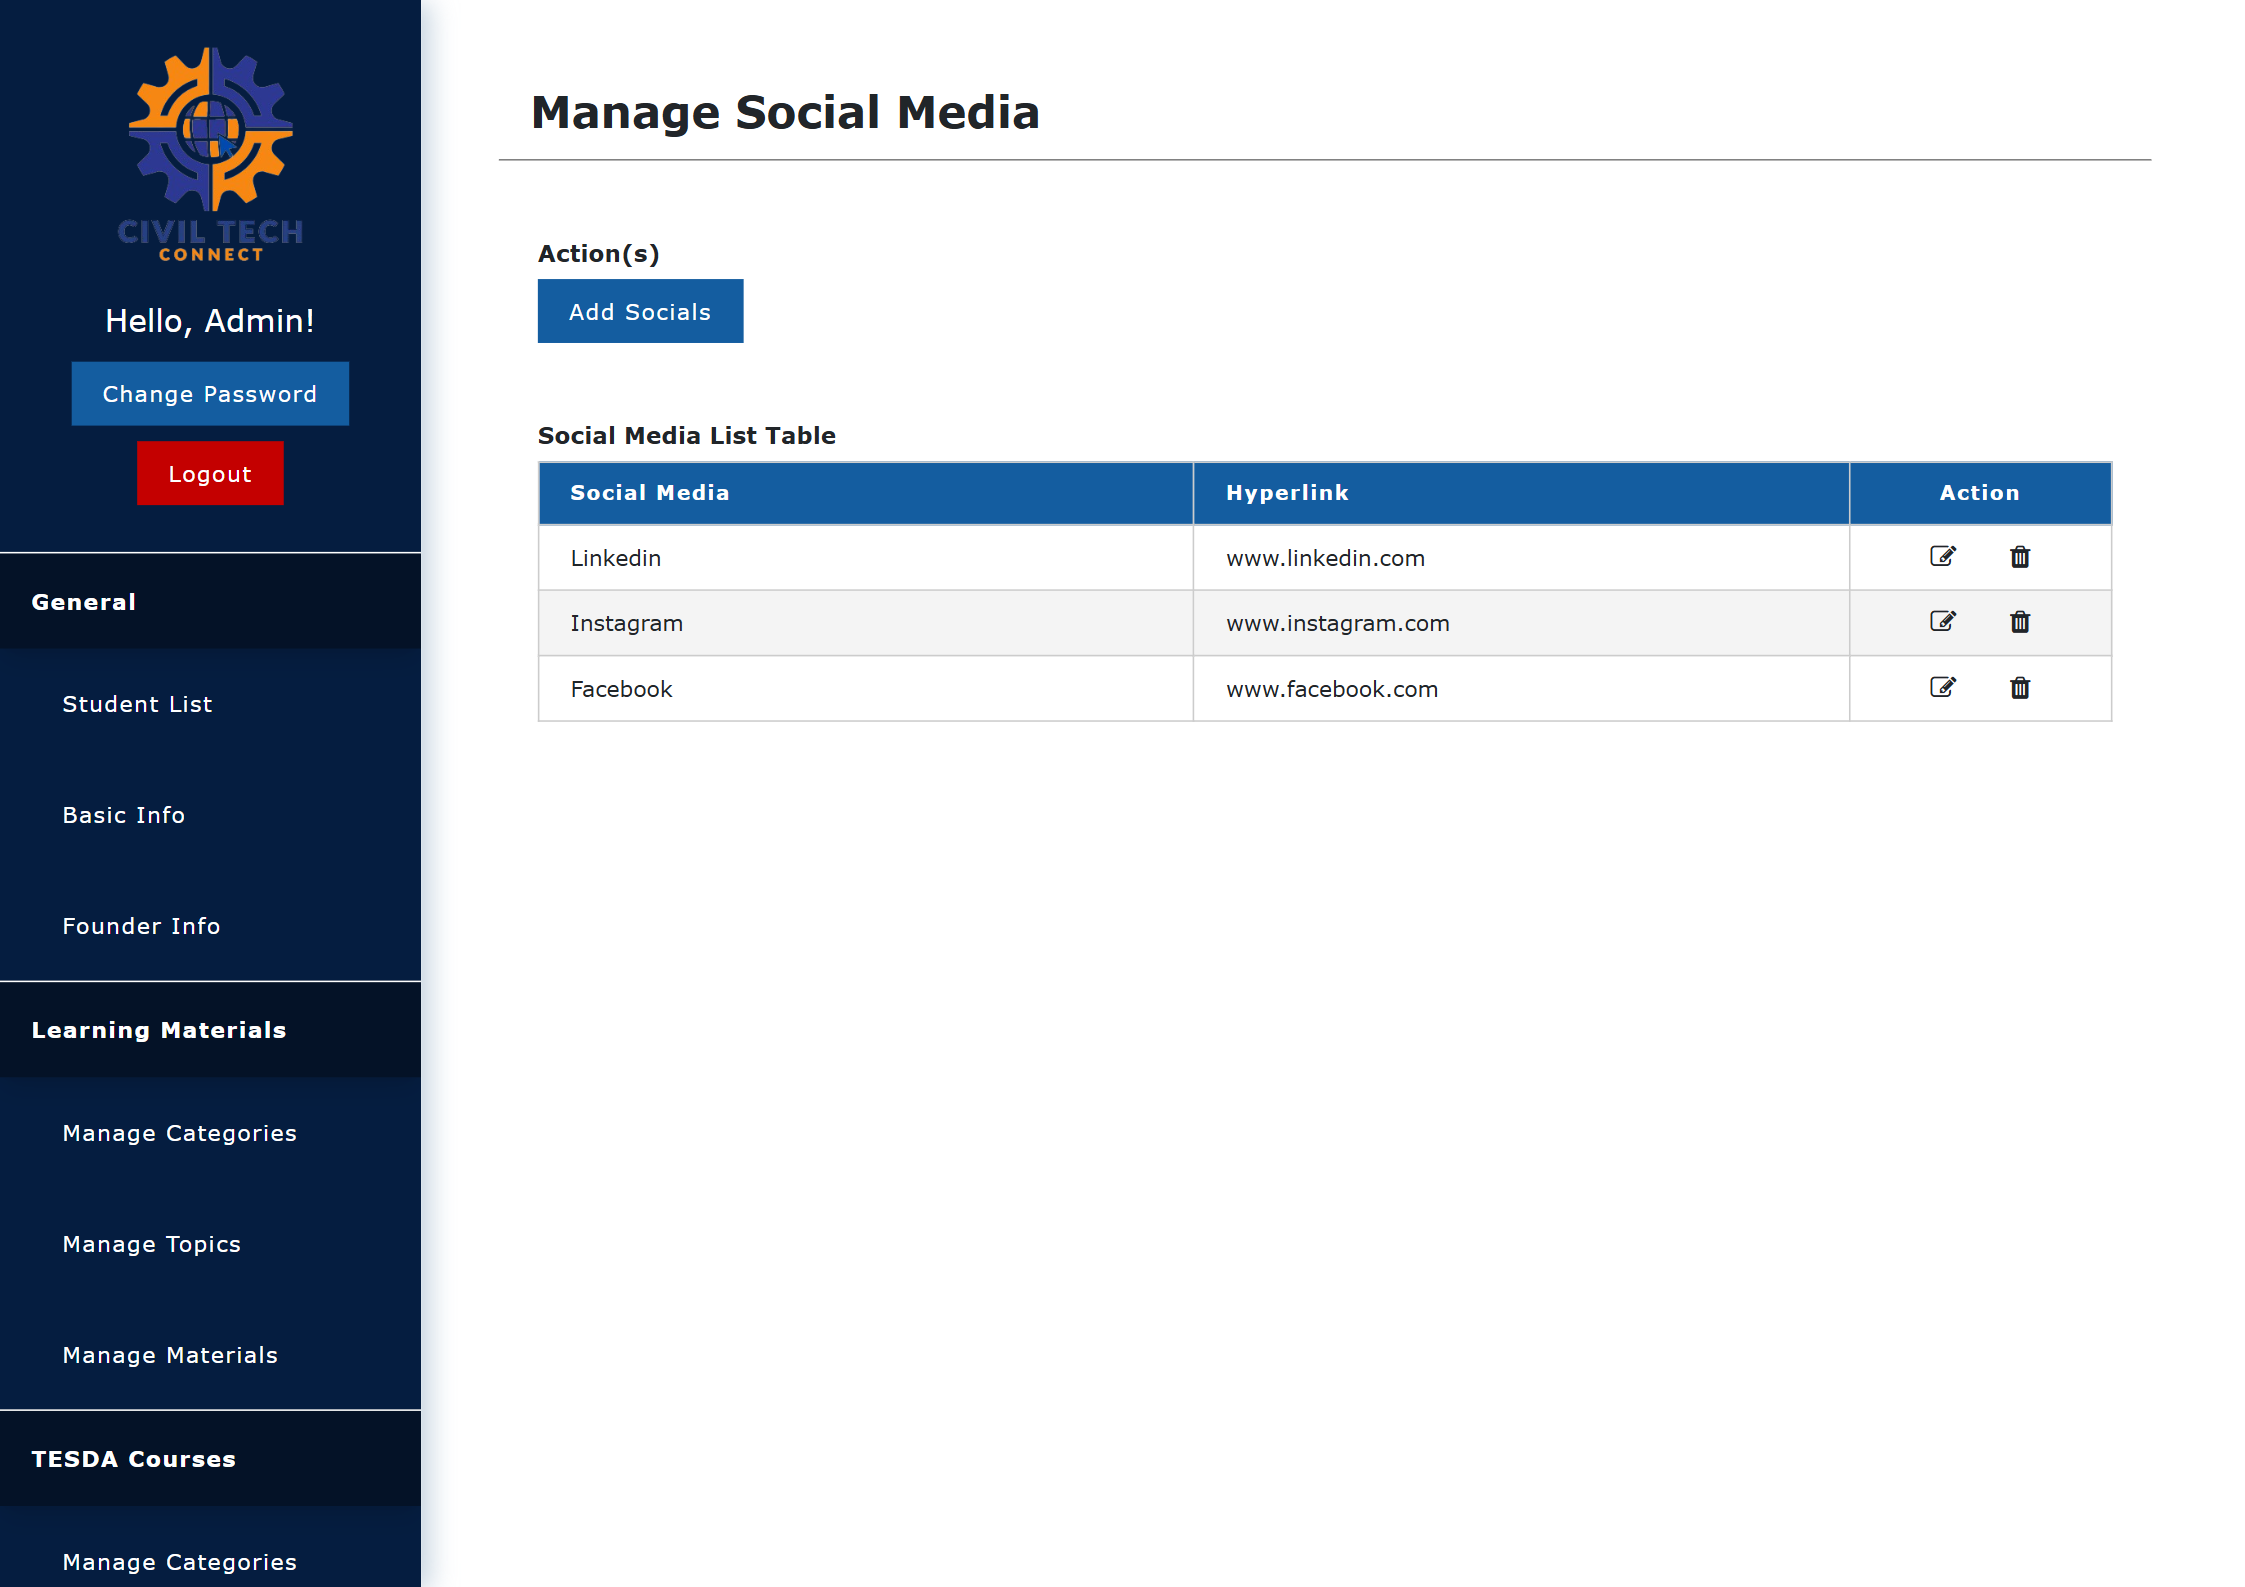 CIVIL TECH
CONNECT
Hello, Admin!
Change Password
Logout
General
Student List
Basic Info
Founder Info
Learning Materials
Manage Categories
Manage Topics
Manage Materials
TESDA Courses
Manage Categories
Manage Social Media
Action(s)
Add Socials
Social Media List Table
Social Media Hyperlink Action
Linkedin www.linkedin.com
Instagram www.instagram.com
Facebook www.facebook.com